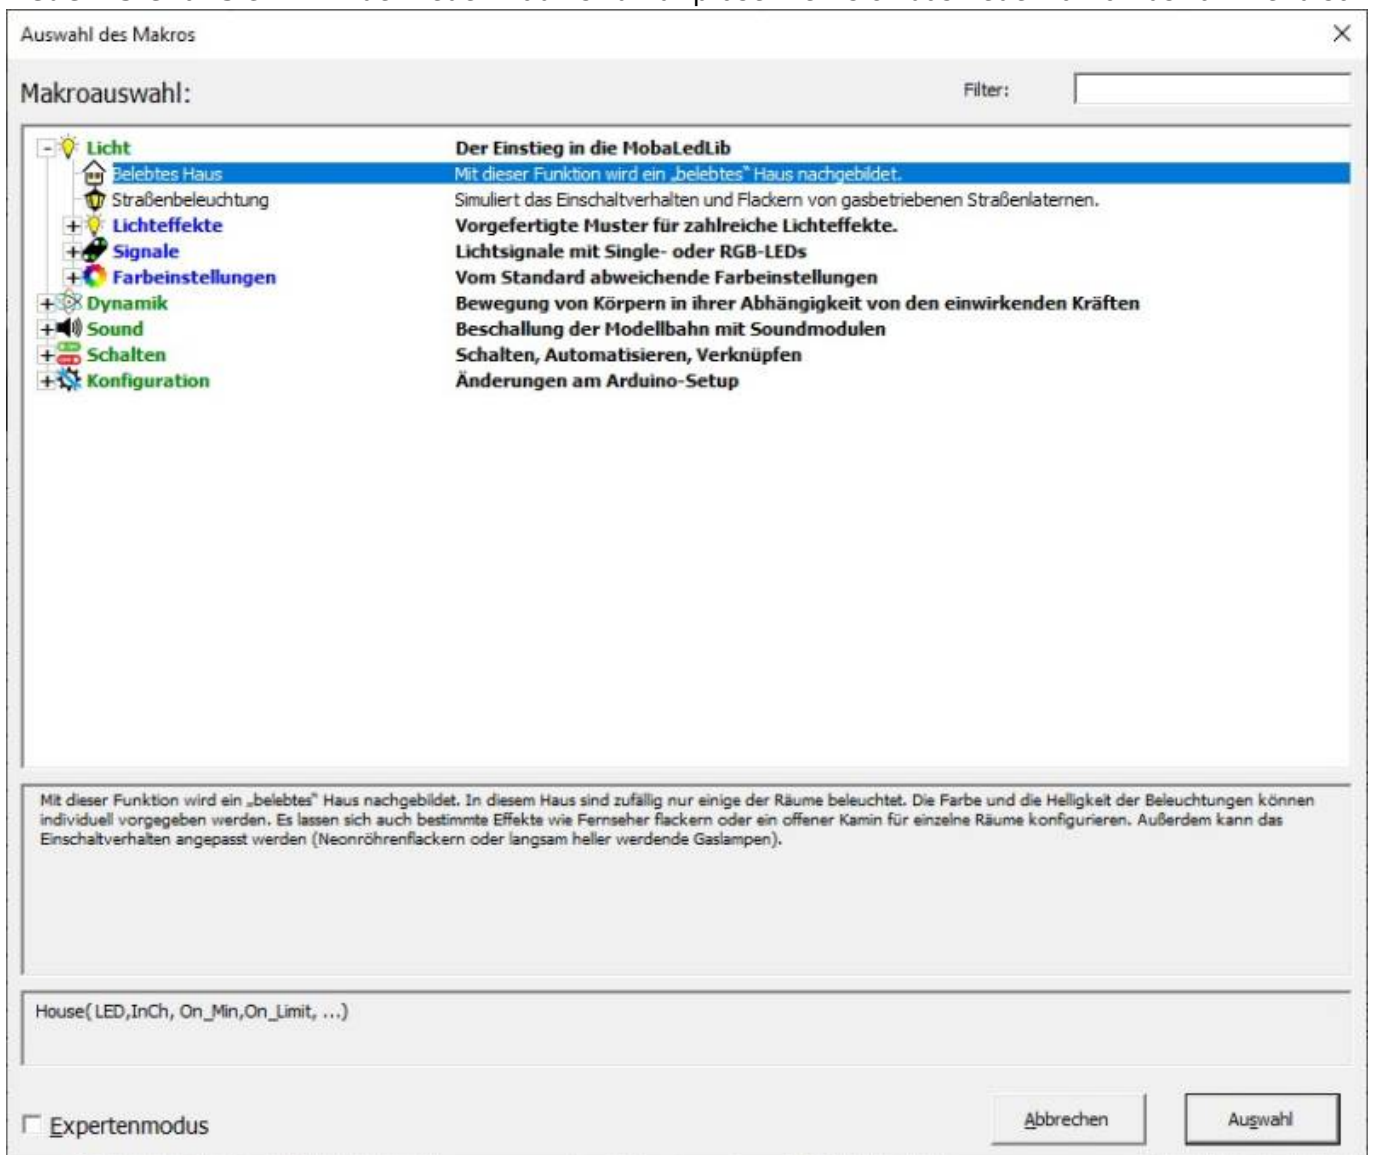 Auswahl des Makros
Makroauswahl:
Filter:
Licht Der Einstieg in die MobaLedLib
Belebtes Haus Mit dieser Funktion wird ein „belebtes“ Haus nachgebildet.
Straßenbeleuchtung Simuliert das Einschaltverhalten und Flackern von gasbetriebenen Straßenlaternen.
Lichteffekte Vorgefertigte Muster für zahlreiche Lichteffekte.
Signale Lichtsignale mit Single- oder RGB-LEDs
Farbeinstellungen Vom Standard abweichende Farbeinstellungen
Dynamik Bewegung von Körpern in ihrer Abhängigkeit von den einwirkenden Kräften
Sound Beschallung der Modellbahn mit Soundmodulen
Schalten Schalten, Automatisieren, Verknüpfen
Konfiguration Änderungen am Arduino-Setup
Mit dieser Funktion wird ein „belebtes“ Haus nachgebildet. In diesem Haus sind zufällig nur einige der Räume beleuchtet. Die Farbe und die Helligkeit der Beleuchtungen können
individuell vorgegeben werden. Es lassen sich auch bestimmte Effekte wie Fernseher flackern oder ein offener Kamin für einzelne Räume konfigurieren. Außerdem kann das
Einschaltverhalten angepasst werden (Neonröhrenflackern oder langsam heller werdende Gaslampen).
House( LED,InCh, On_Min,On_Limit, ...)
Expertenmodus
Abbrechen
Auswahl